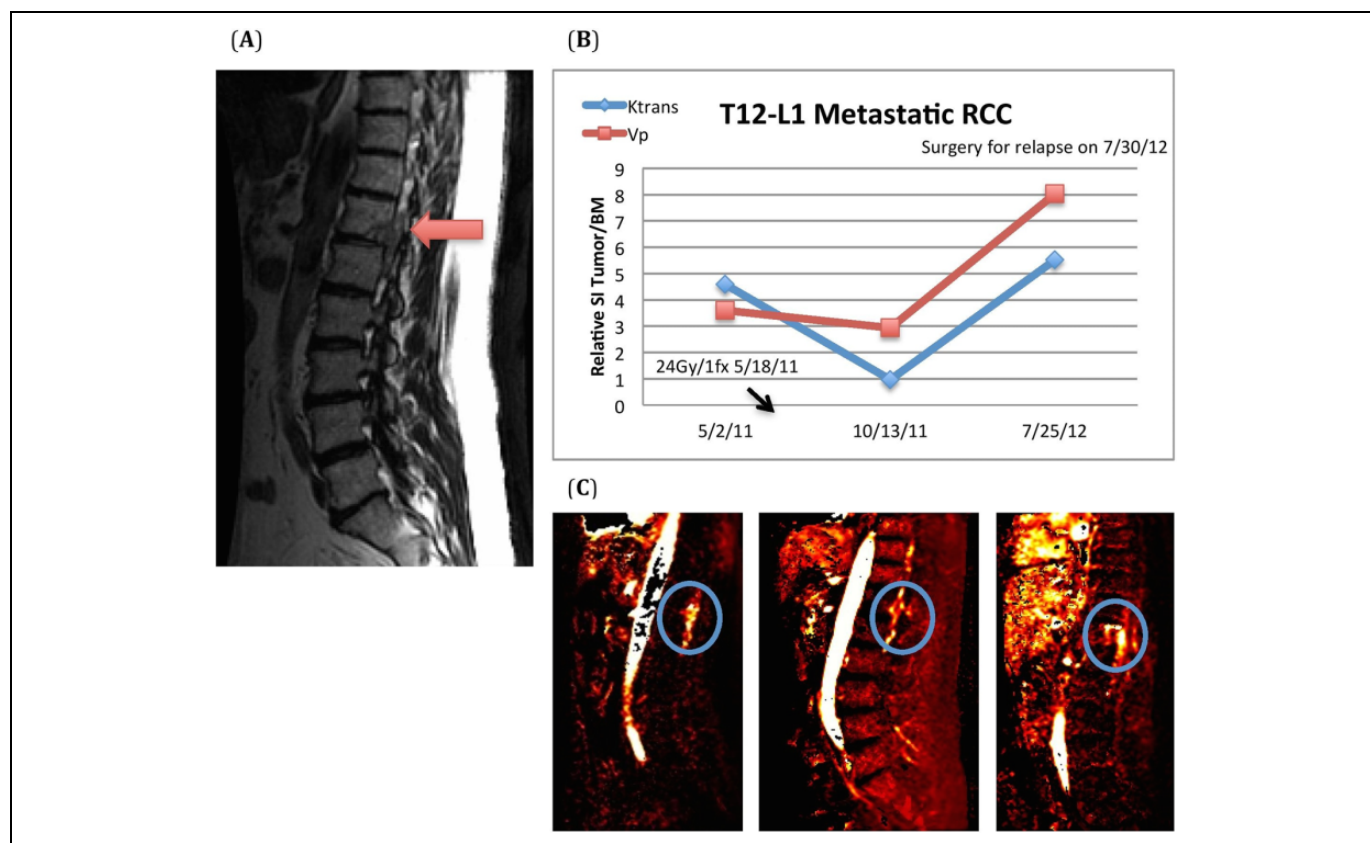 (A)
(B)
Ktrans
Vp
T12-L1 Metastatic RCC
Surgery for relapse on 7/30/12
Relative SI Tumor/BM
9
8
7
6
5
4
3
2
1
0
24Gy/1fx 5/18/11
5/2/11 10/13/11 7/25/12
(C)